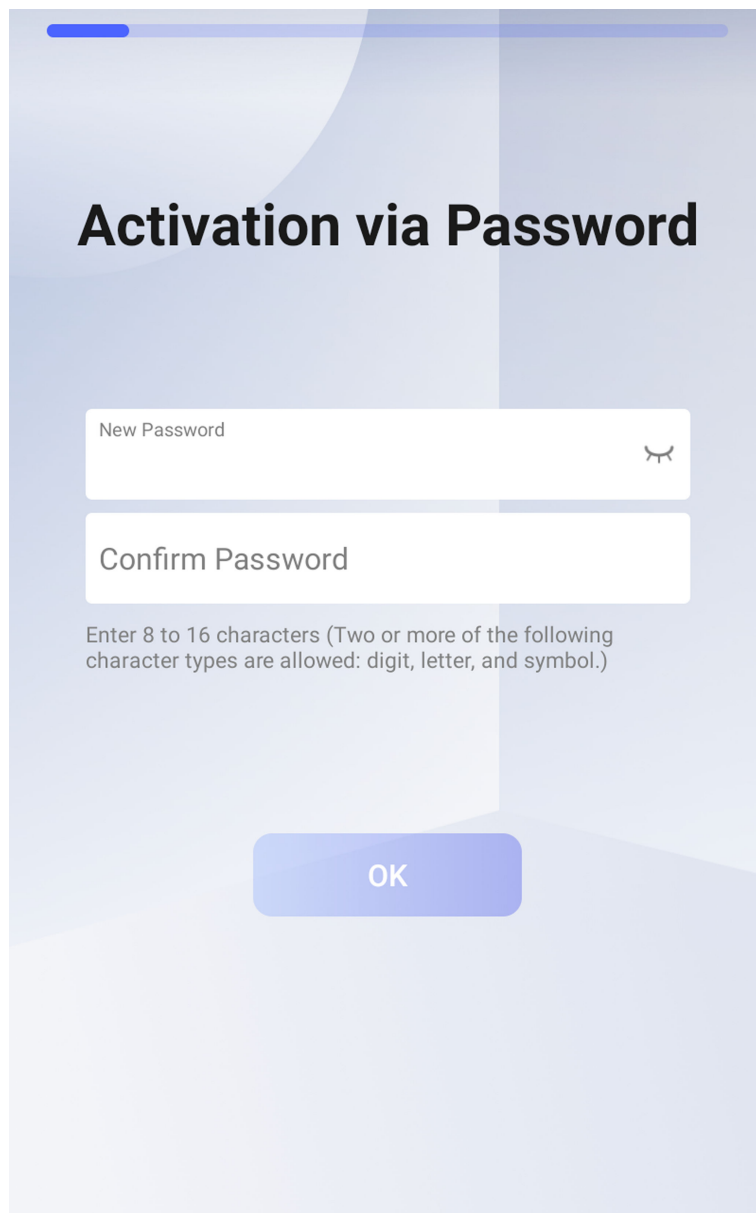 Activation via Password
New Password
Confirm Password
Enter 8 to 16 characters (Two or more of the following
character types are allowed: digit, letter, and symbol.)
OK